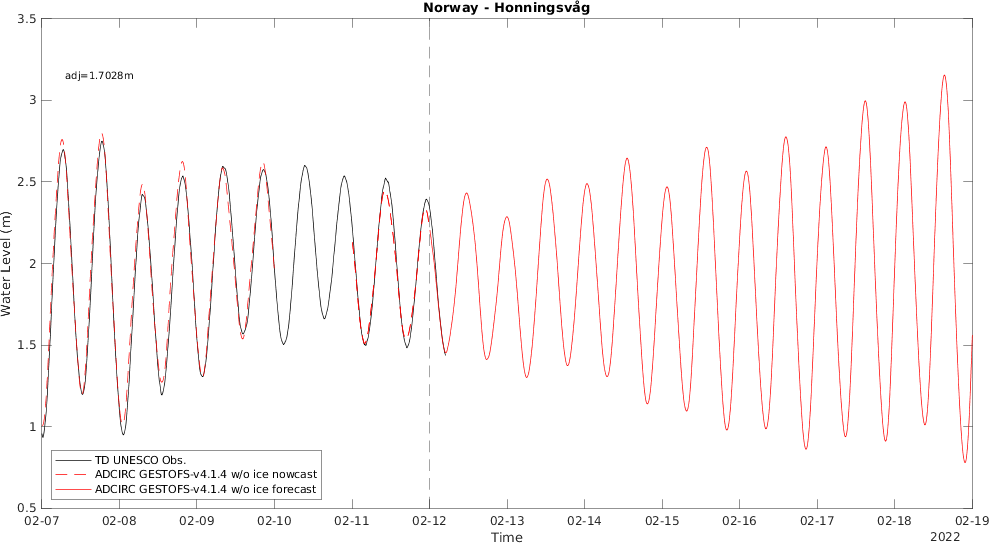 Norway - Honningsvåg
3.5
adj=1.7028m
3
2.5
2
1.5
1
0.5
Water Level (m)
TD UNESCO Obs.
ADCIRC GESTOFS-v4.1.4 w/o ice nowcast
ADCIRC GESTOFS-v4.1.4 w/o ice forecast
02-07 02-08 02-09 02-10 02-11 02-12 02-13 02-14 02-15 02-16 02-17 02-18 02-19
Time
2022